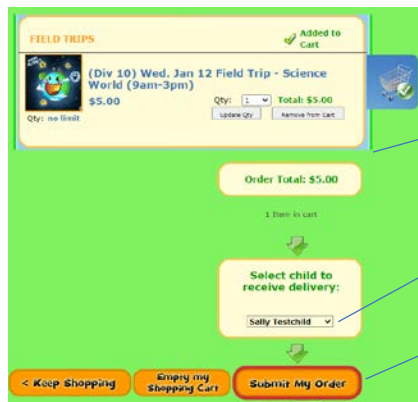 FIELD TRIPS
Added to
Cart
(Div 10) Wed. Jan 12 Field Trip - Science
World (9am-3pm)
$5.00
Qty: 1 Total: $5.00
Qty: no limit
Update Qty Remove from Cart
Order Total: $5.00
1 Item in cart
Select child to
receive delivery:
Sally Testchild
< Keep Shopping
Empty my
Shopping Cart
Submit My Order